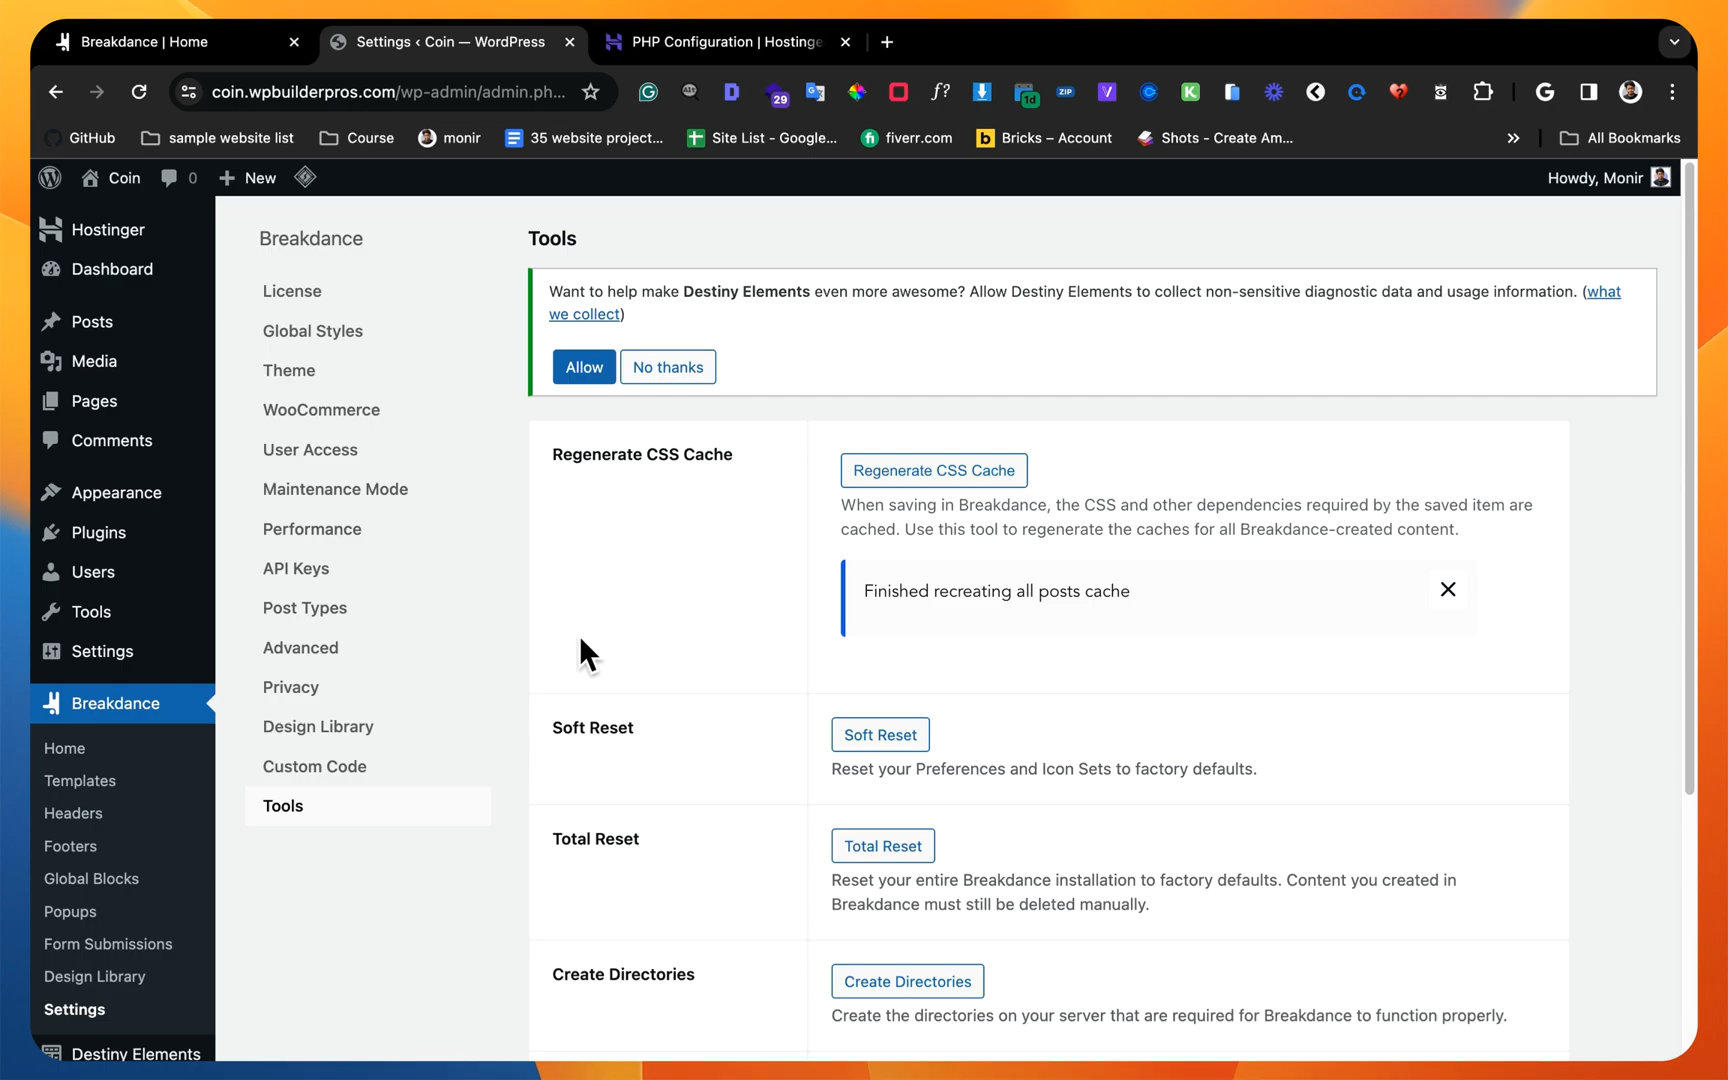 Breakdance | Home
Settings < Coin — WordPress
PHP Configuration | Hostinge
coin.wpbuilderpros.com/wp-admin/admin.ph...
29
1d
ZIP
GitHub
sample website list
Course
monir
35 website project...
Site List - Google...
fiverr.com
Bricks – Account
Shots - Create Am...
All Bookmarks
Coin
0
New
Howdy, Monir
Hostinger
Dashboard
Posts
Media
Pages
Comments
Appearance
Plugins
Users
Tools
Settings
Breakdance
Home
Templates
Headers
Footers
Global Blocks
Popups
Form Submissions
Design Library
Settings
Destiny Elements
Breakdance
License
Global Styles
Theme
WooCommerce
User Access
Maintenance Mode
Performance
API Keys
Post Types
Advanced
Privacy
Design Library
Custom Code
Tools
Tools
Want to help make Destiny Elements even more awesome? Allow Destiny Elements to collect non-sensitive diagnostic data and usage information. (what
we collect)
Allow
No thanks
Regenerate CSS Cache
Regenerate CSS Cache
When saving in Breakdance, the CSS and other dependencies required by the saved item are
cached. Use this tool to regenerate the caches for all Breakdance-created content.
Finished recreating all posts cache
Soft Reset
Soft Reset
Reset your Preferences and Icon Sets to factory defaults.
Total Reset
Total Reset
Reset your entire Breakdance installation to factory defaults. Content you created in
Breakdance must still be deleted manually.
Create Directories
Create Directories
Create the directories on your server that are required for Breakdance to function properly.